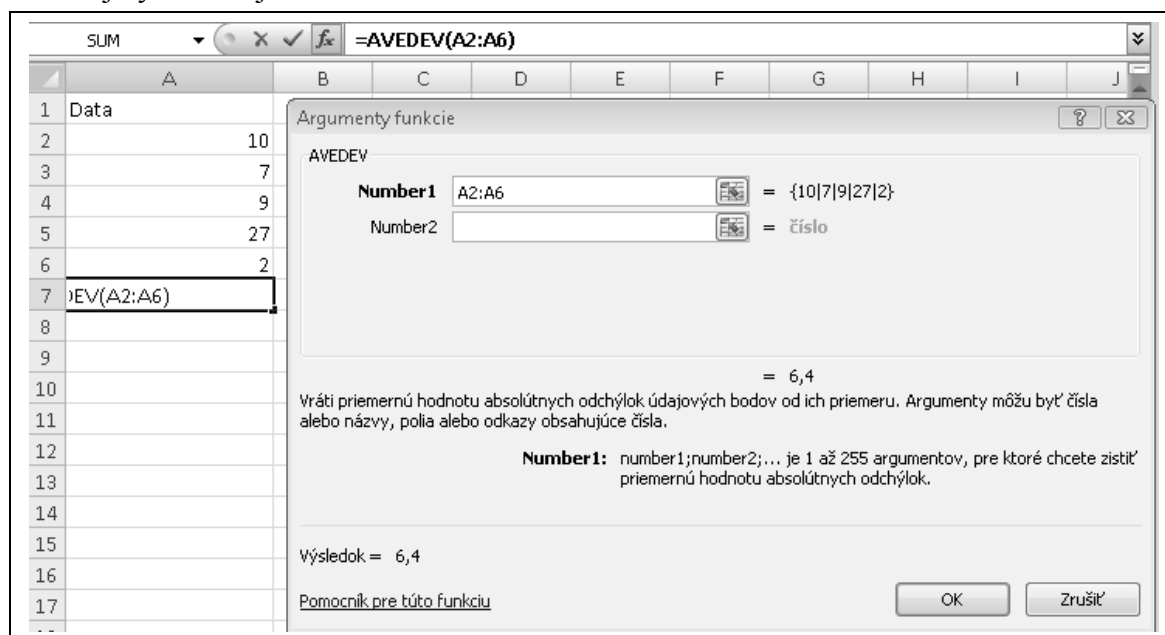 SUM =AVEDEV(A2:A6)
A B C D E F G H I J
1 Data
Argumenty funkcie
2 10
AVEDEV
3 7
Number1 A2:A6 = {10|7|9|27|2}
4 9
Number2 = číslo
5 27
6 2
7 )EV(A2:A6)
8
9
= 6,4
10
Vráti priemernú hodnotu absolútnych odchýlok údajových bodov od ich priemeru. Argumenty môžu byť čísla
11
alebo názvy, polia alebo odkazy obsahujúce čísla.
12
Number1: number1;number2;... je 1 až 255 argumentov, pre ktoré chcete zistiť
13
priemernú hodnotu absolútnych odchýlok.
14
15
Výsledok = 6,4
16
17
Pomocník pre túto funkciu OK Zrušiť